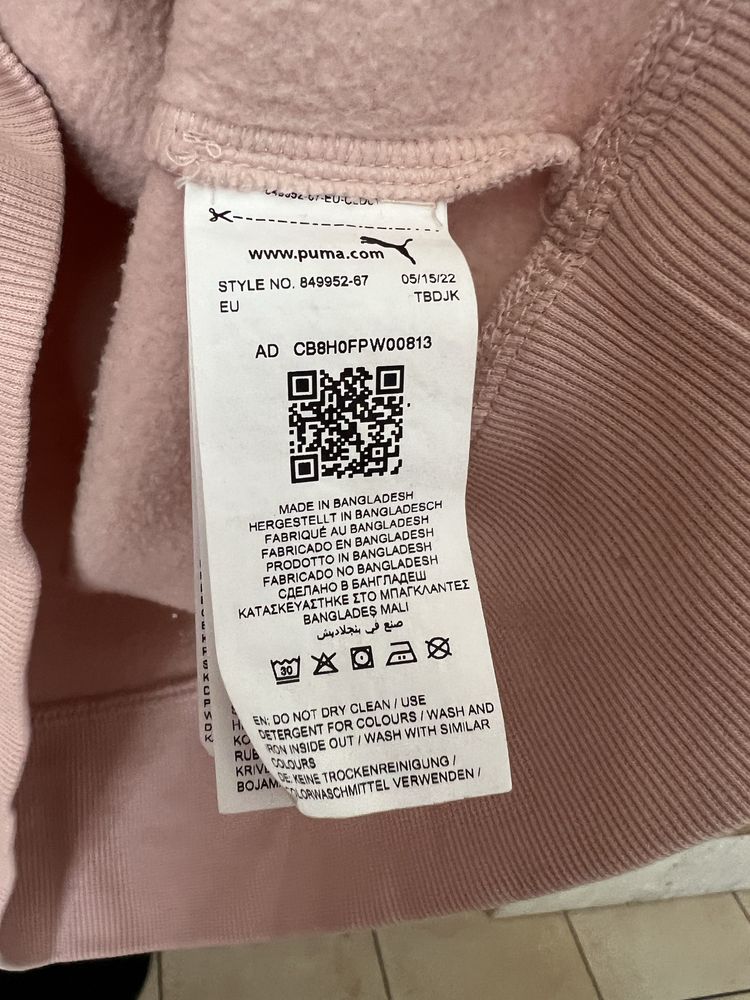 www.puma.com
STYLE NO. 849952-67 05/15/22
EU TBDJK
AD CB8H0FPW00813
MADE IN BANGLADESH
HERGESTELLT IN BANGLADESCH
FABRIQUÉ AU BANGLADESH
FABRICADO EN BANGLADESH
PRODOTTO IN BANGLADESH
FABRICADO NO BANGLADESH
СДЕЛАНО В БАНГЛАДЕШ
ΚΑΤΑΣΚΕΥΑΣΤΗΚΕ ΣΤΟ ΜΠΑΓΚΛΑΝΤΕΣ
BANGLADEŞ MALI
صنع في بنجلاديش
30
EN: DO NOT DRY CLEAN / USE
DETERGENT FOR COLOURS / WASH AND
IRON INSIDE OUT / WASH WITH SIMILAR
COLOURS
DE: KEINE TROCKENREINIGUNG /
COLORWASCHMITTEL VERWENDEN /